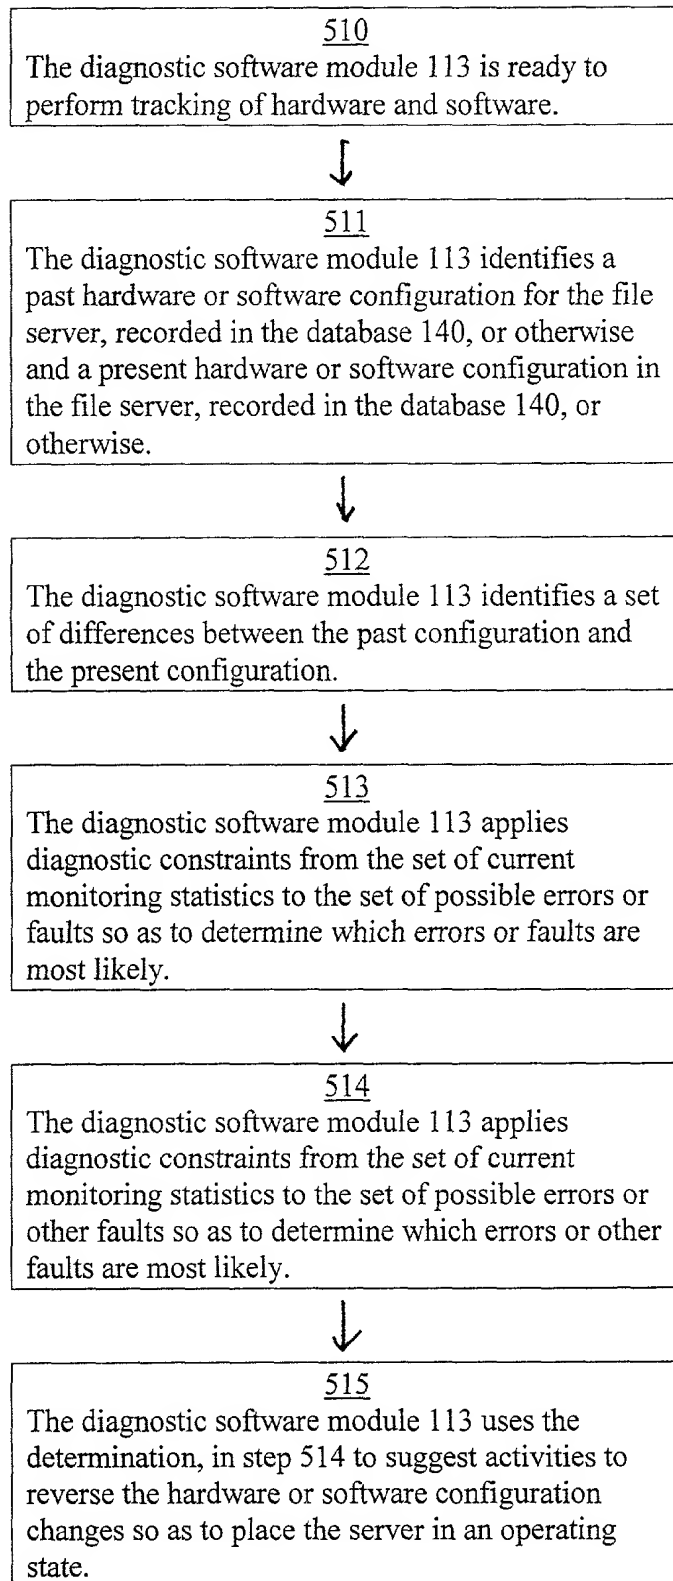 510
The diagnostic software module 113 is ready to
perform tracking of hardware and software.
511
The diagnostic software module 113 identifies a
past hardware or software configuration for the file
server, recorded in the database 140, or otherwise
and a present hardware or software configuration in
the file server, recorded in the database 140, or
otherwise.
512
The diagnostic software module 113 identifies a set
of differences between the past configuration and
the present configuration.
513
The diagnostic software module 113 applies
diagnostic constraints from the set of current
monitoring statistics to the set of possible errors or
faults so as to determine which errors or faults are
most likely.
514
The diagnostic software module 113 applies
diagnostic constraints from the set of current
monitoring statistics to the set of possible errors or
other faults so as to determine which errors or other
faults are most likely.
515
The diagnostic software module 113 uses the
determination, in step 514 to suggest activities to
reverse the hardware or software configuration
changes so as to place the server in an operating
state.